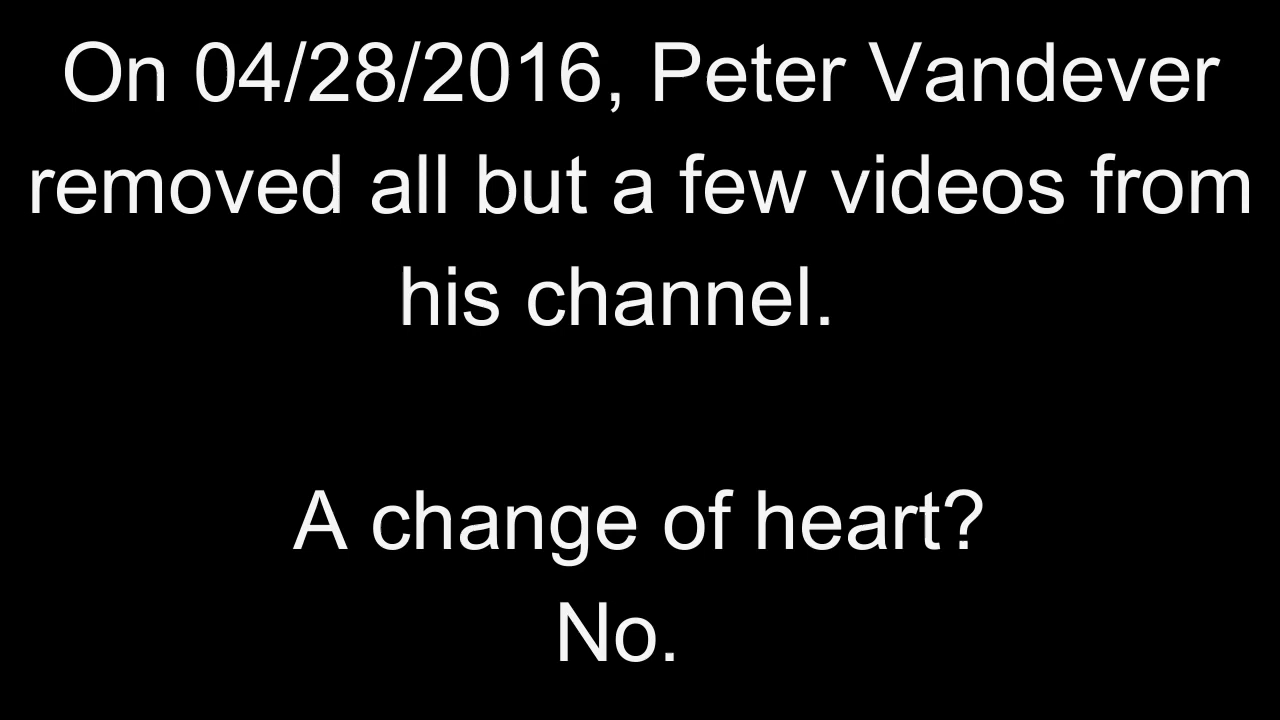 On 04/28/2016, Peter Vandever
removed all but a few videos from
his channel.
A change of heart?
No.